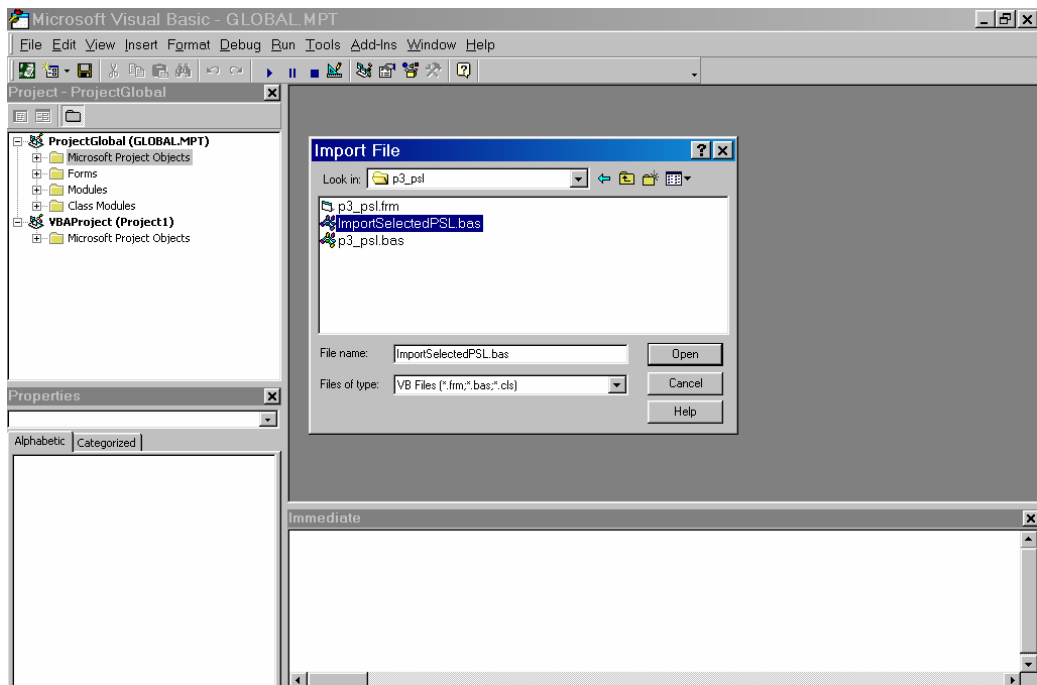 Microsoft Visual Basic - GLOBAL.MPT
File Edit View Insert Format Debug Run Tools Add-Ins Window Help
Project - ProjectGlobal
ProjectGlobal (GLOBAL.MPT)
Microsoft Project Objects
Forms
Modules
Class Modules
VBAProject (Project1)
Microsoft Project Objects
Import File
Look in: p3_psl
p3_psl.frm
ImportSelectedPSL.bas
p3_psl.bas
File name: ImportSelectedPSL.bas Open
Files of type: VB Files (*.frm;*.bas;*.cls) Cancel
Help
Properties
Alphabetic Categorized
Immediate